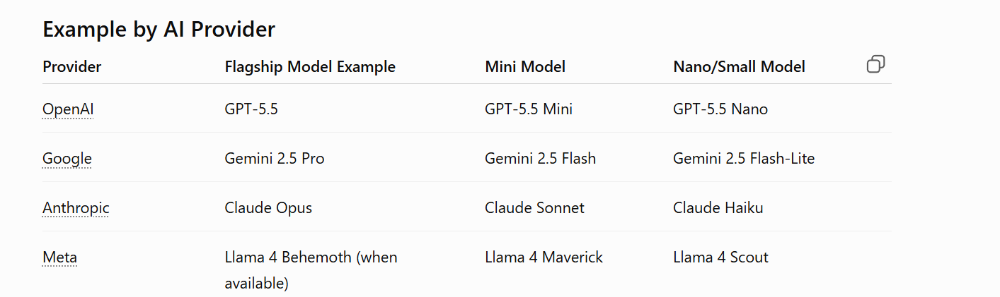 Example by AI Provider
Provider Flagship Model Example Mini Model Nano/Small Model
OpenAI GPT-5.5 GPT-5.5 Mini GPT-5.5 Nano
Google Gemini 2.5 Pro Gemini 2.5 Flash Gemini 2.5 Flash-Lite
Anthropic Claude Opus Claude Sonnet Claude Haiku
Meta Llama 4 Behemoth (when Llama 4 Maverick Llama 4 Scout
available)